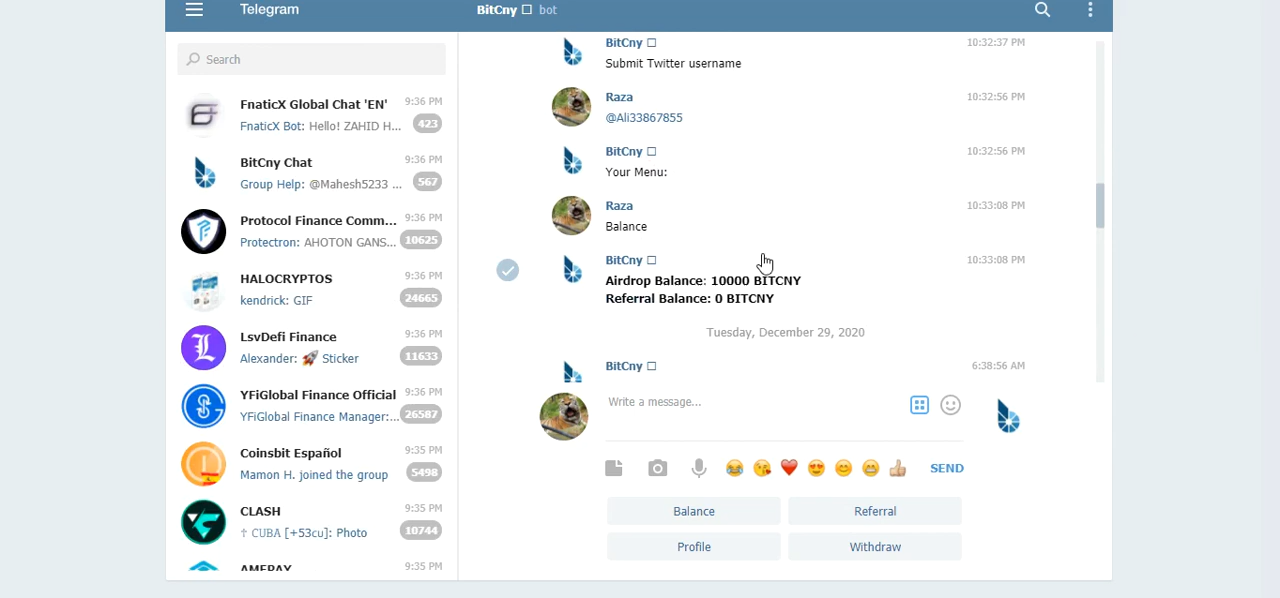 Telegram
BitCny □ bot
Search
FnaticX Global Chat 'EN' 9:36 PM
FnaticX Bot: Hello! ZAHID H... 423
BitCny Chat 9:36 PM
Group Help: @Mahesh5233 ... 567
Protocol Finance Comm... 9:36 PM
Protectron: AHOTON GANS... 10625
HALOCRYPTOS 9:36 PM
kendrick: GIF 24665
LsvDefi Finance 9:36 PM
Alexander: 🚀 Sticker 11633
YFiGlobal Finance Official 9:36 PM
YFiGlobal Finance Manager:... 26587
Coinsbit Español 9:35 PM
Mamon H. joined the group 5498
CLASH 9:35 PM
† CUBA [+53cu]: Photo 10744
AMEPAY 9:35 PM
BitCny □ 10:32:37 PM
Submit Twitter username
Raza 10:32:56 PM
@Ali33867855
BitCny □ 10:32:56 PM
Your Menu:
Raza 10:33:08 PM
Balance
BitCny □ 10:33:08 PM
Airdrop Balance: 10000 BITCNY
Referral Balance: 0 BITCNY
Tuesday, December 29, 2020
BitCny □ 6:38:56 AM
Write a message...
😂 😘 ❤️ 😍 😊 😁 👍 SEND
Balance Referral
Profile Withdraw